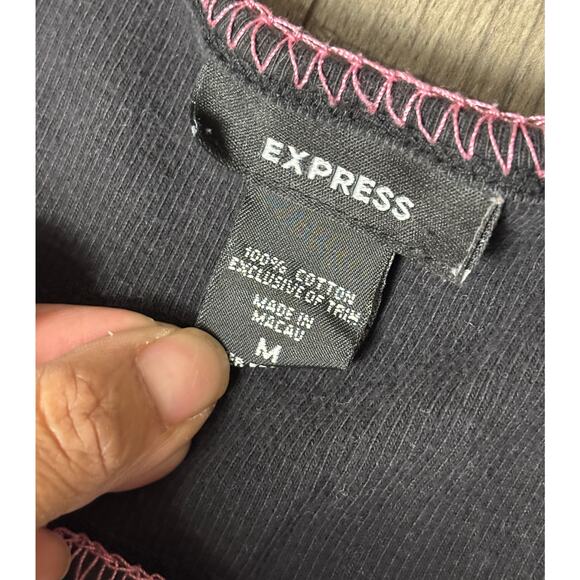 EXPRESS
100% COTTON
EXCLUSIVE OF TRIM
MADE IN
MACAU
M